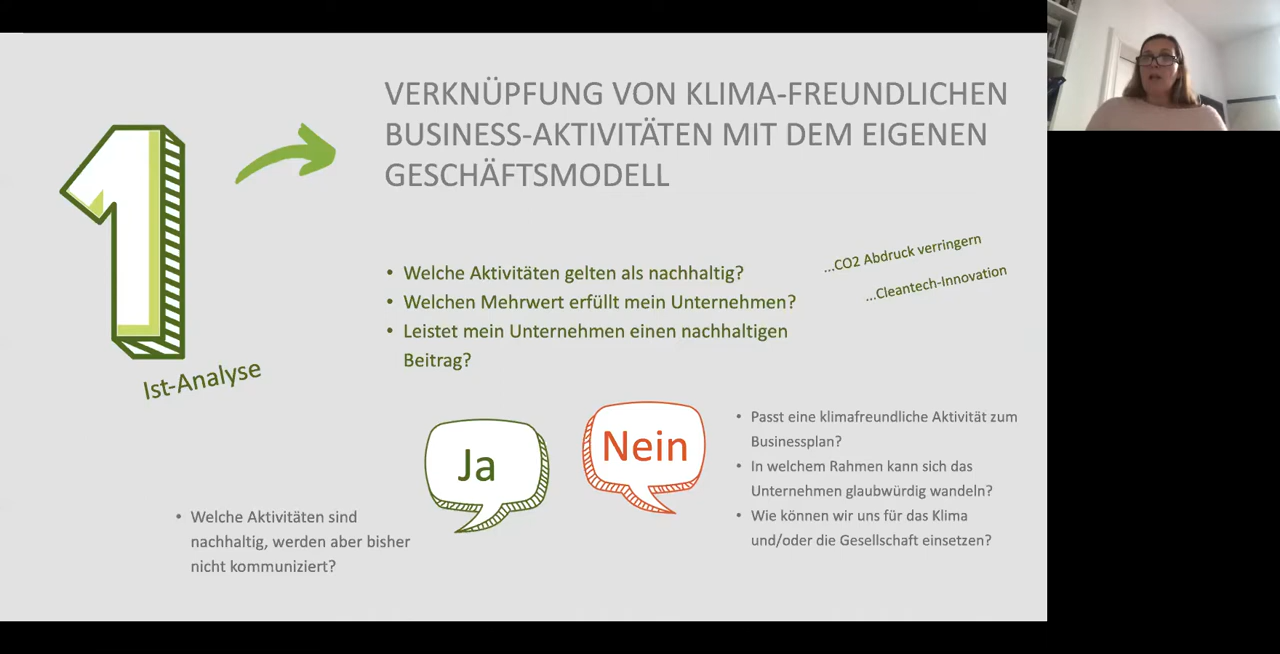 1
VERKNÜPFUNG VON KLIMA-FREUNDLICHEN
BUSINESS-AKTIVITÄTEN MIT DEM EIGENEN
GESCHÄFTSMODELL
Ist-Analyse
• Welche Aktivitäten gelten als nachhaltig?
• Welchen Mehrwert erfüllt mein Unternehmen?
• Leistet mein Unternehmen einen nachhaltigen
Beitrag?
...CO2 Abdruck verringern
...Cleantech-Innovation
Ja
• Welche Aktivitäten sind
nachhaltig, werden aber bisher
nicht kommuniziert?
Nein
• Passt eine klimafreundliche Aktivität zum
Businessplan?
• In welchem Rahmen kann sich das
Unternehmen glaubwürdig wandeln?
• Wie können wir uns für das Klima
und/oder die Gesellschaft einsetzen?